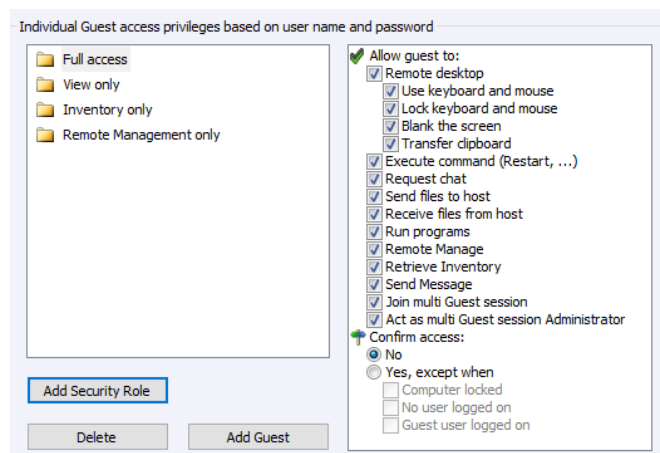 Individual Guest access privileges based on user name and password
Full access
View only
Inventory only
Remote Management only
Add Security Role
Delete
Add Guest
Allow guest to:
Remote desktop
Use keyboard and mouse
Lock keyboard and mouse
Blank the screen
Transfer clipboard
Execute command (Restart, ...)
Request chat
Send files to host
Receive files from host
Run programs
Remote Manage
Retrieve Inventory
Send Message
Join multi Guest session
Act as multi Guest session Administrator
Confirm access:
No
Yes, except when
Computer locked
No user logged on
Guest user logged on